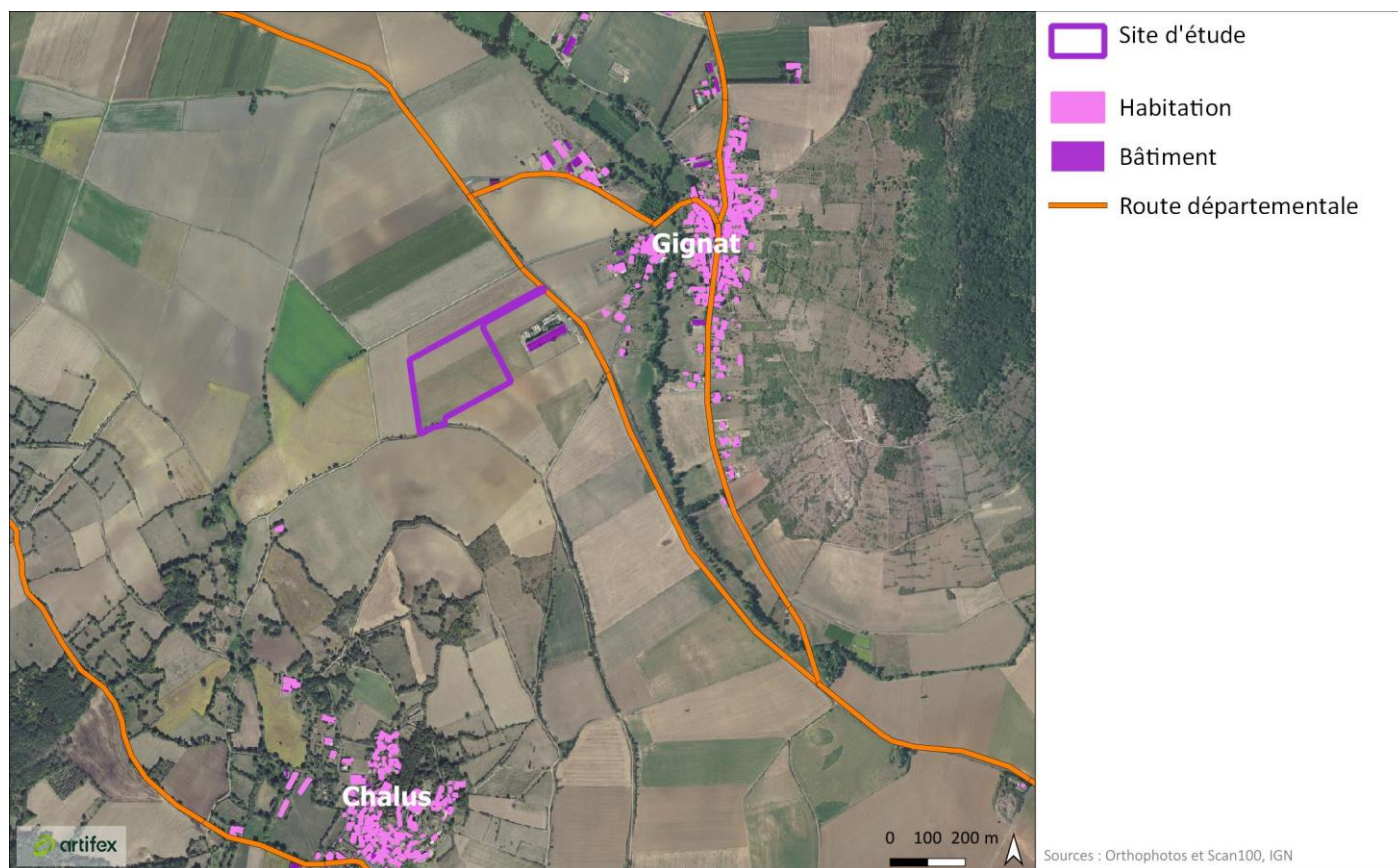 Site d'étude
Habitation
Bâtiment
Route départementale
Gignat
Chalus
artifex
0 100 200 m
Sources : Orthophotos et Scan100, IGN